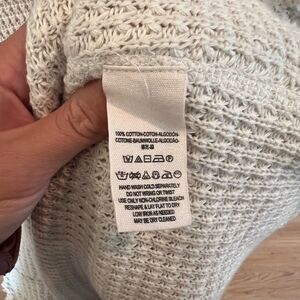 100% COTTON-COTON-ALGODÓN-
COTONE-BAUMWOLLE-ALGODÃO-
HAND WASH COLD SEPARATELY
DO NOT WRING OR TWIST
USE ONLY NON-CHLORINE BLEACH
RESHAPE & LAY FLAT TO DRY
LOW IRON AS NEEDED
MAY BE DRY CLEANED